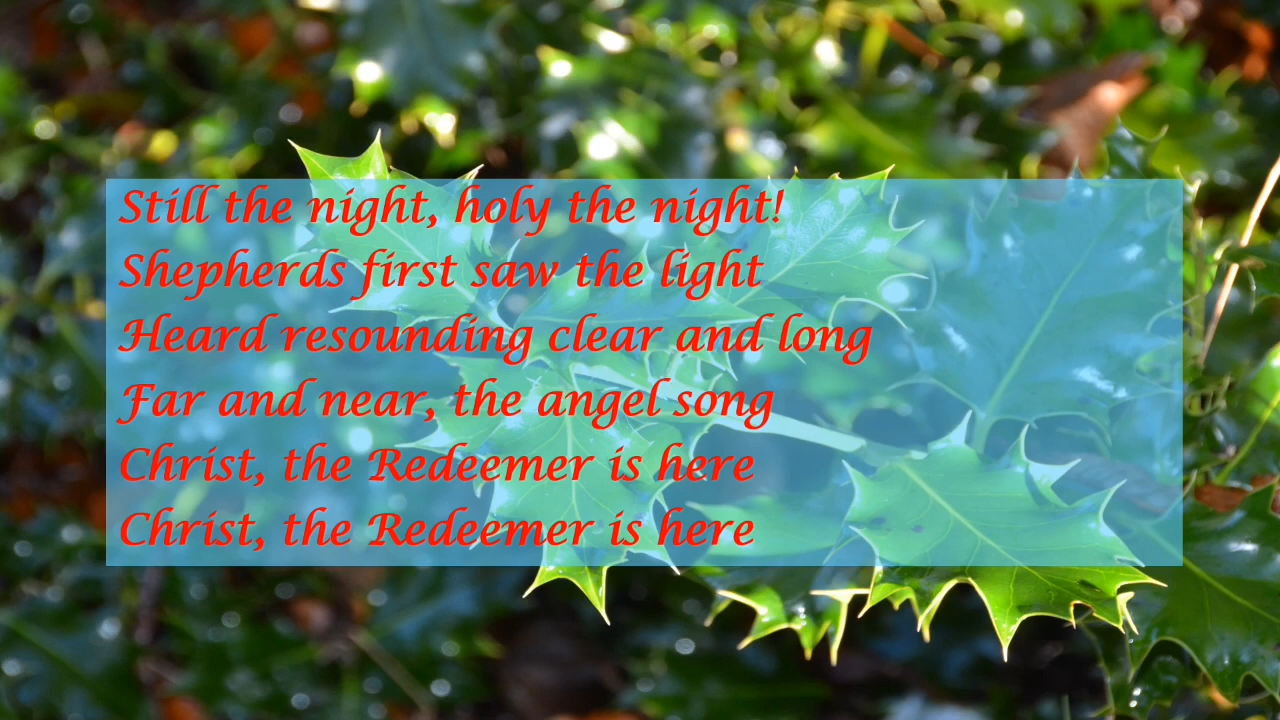 Still the night, holy the night!
Shepherds first saw the light
Heard resounding clear and long
Far and near, the angel song
Christ, the Redeemer is here
Christ, the Redeemer is here